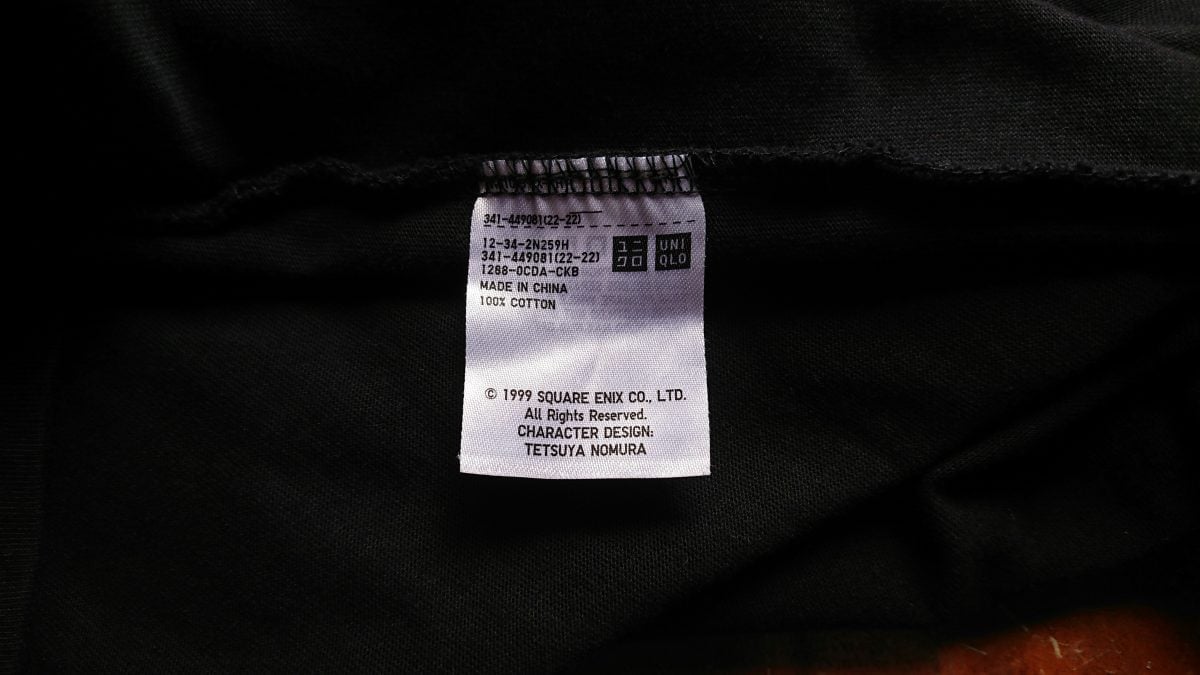 341-449081(22-22)
12-34-2N259H
341-449081(22-22)
1268-0CDA-CKB
MADE IN CHINA
100% COTTON
ユニ
クロ
UNI
QLO
© 1999 SQUARE ENIX CO., LTD.
All Rights Reserved.
CHARACTER DESIGN:
TETSUYA NOMURA